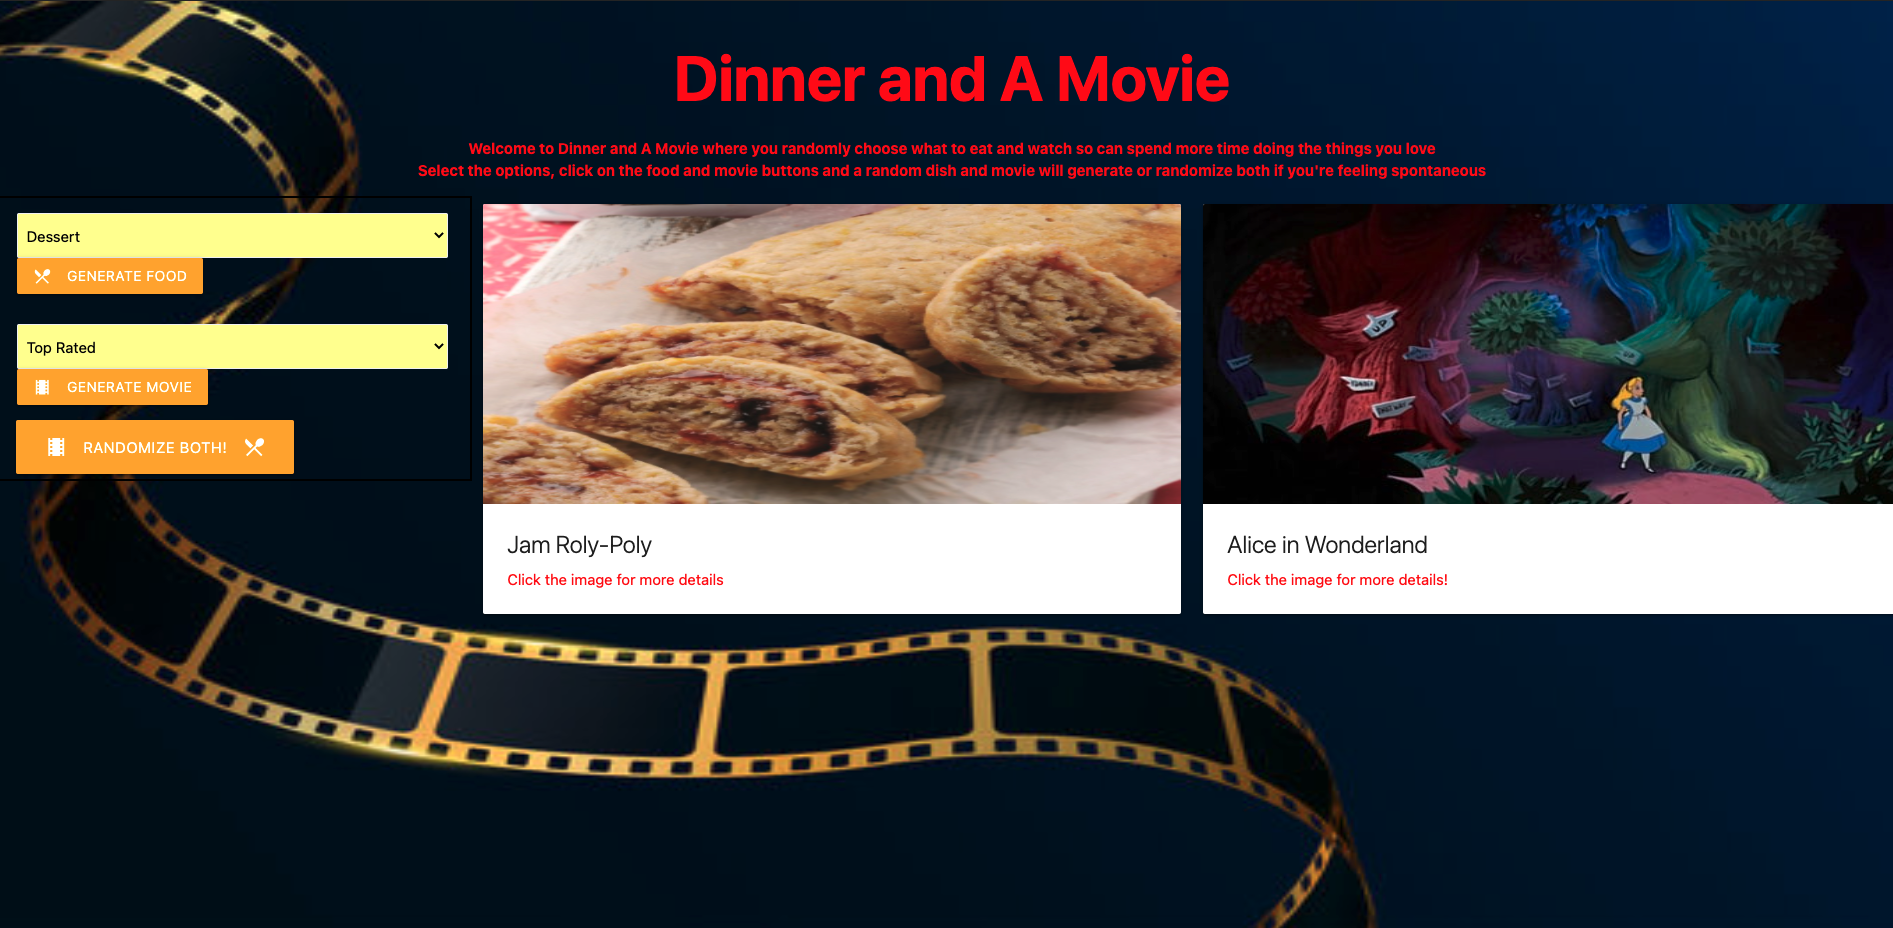 Dinner and A Movie
Welcome to Dinner and A Movie where you randomly choose what to eat and watch so can spend more time doing the things you love
Select the options, click on the food and movie buttons and a random dish and movie will generate or randomize both if you're feeling spontaneous
Dessert
GENERATE FOOD
Top Rated
GENERATE MOVIE
RANDOMIZE BOTH!
Jam Roly-Poly
Click the image for more details
UP
UP
Alice in Wonderland
Click the image for more details!